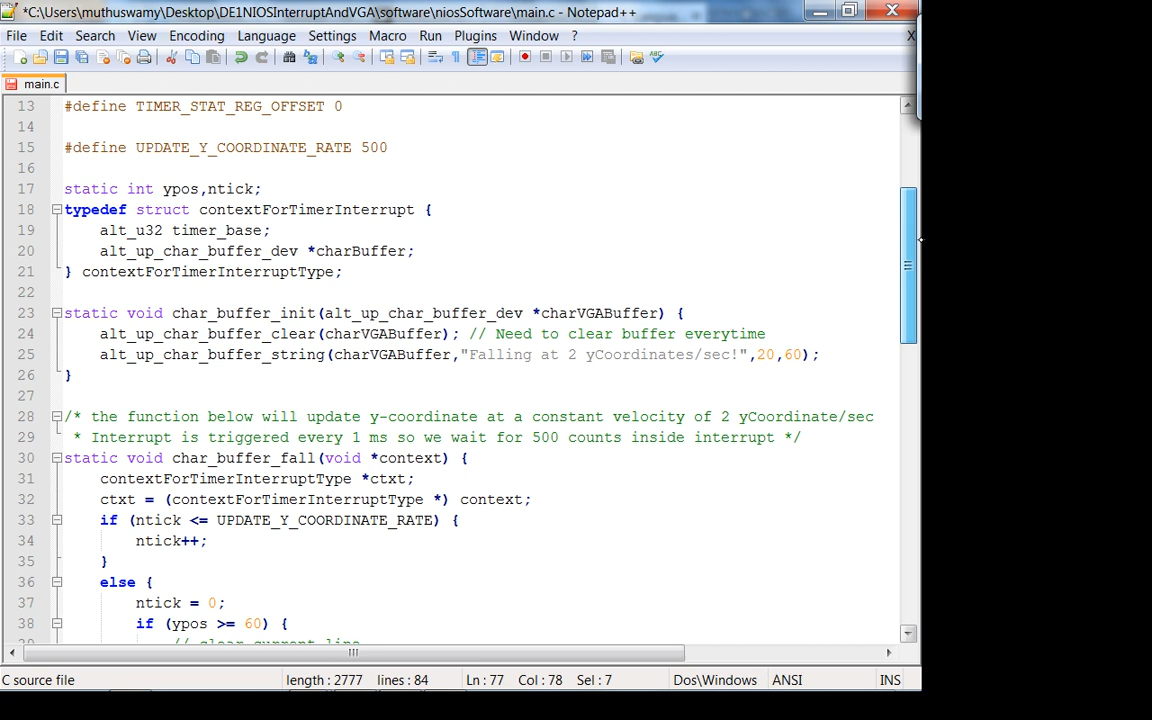 *C:\Users\muthuswamy\Desktop\DE1NIOSInterruptAndVGA\software\niosSoftware\main.c - Notepad++
File Edit Search View Encoding Language Settings Macro Run Plugins Window ? X
main.c
13 #define TIMER_STAT_REG_OFFSET 0
14
15 #define UPDATE_Y_COORDINATE_RATE 500
16
17 static int ypos,ntick;
18 typedef struct contextForTimerInterrupt {
19 alt_u32 timer_base;
20 alt_up_char_buffer_dev *charBuffer;
21 } contextForTimerInterruptType;
22
23 static void char_buffer_init(alt_up_char_buffer_dev *charVGABuffer) {
24 alt_up_char_buffer_clear(charVGABuffer); // Need to clear buffer everytime
25 alt_up_char_buffer_string(charVGABuffer,"Falling at 2 yCoordinates/sec!",20,60);
26 }
27
28 /* the function below will update y-coordinate at a constant velocity of 2 yCoordinate/sec
29 * Interrupt is triggered every 1 ms so we wait for 500 counts inside interrupt */
30 static void char_buffer_fall(void *context) {
31 contextForTimerInterruptType *ctxt;
32 ctxt = (contextForTimerInterruptType *) context;
33 if (ntick <= UPDATE_Y_COORDINATE_RATE) {
34 ntick++;
35 }
36 else {
37 ntick = 0;
38 if (ypos >= 60) {
39 // clear current line
C source file length : 2777 lines : 84 Ln : 77 Col : 78 Sel : 7 Dos\Windows ANSI INS